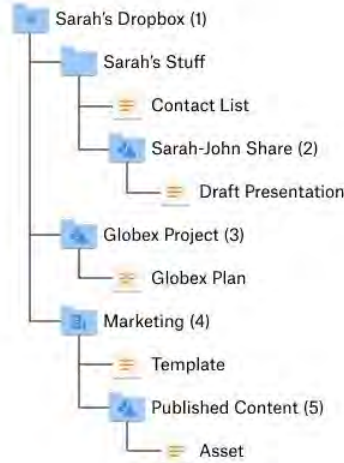 Sarah's Dropbox (1)
Sarah's Stuff
Contact List
Sarah-John Share (2)
Draft Presentation
Globex Project (3)
Globex Plan
Marketing (4)
Template
Published Content (5)
Asset